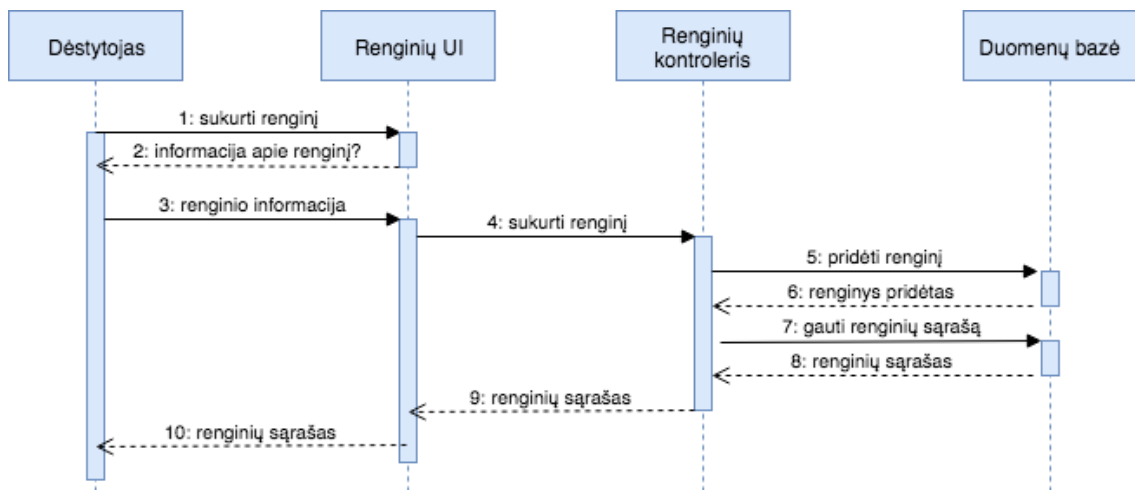 Dėstytojas
Renginių UI
Renginių
kontroleris
Duomenų bazė
1: sukurti renginį
2: informacija apie renginį?
3: renginio informacija
4: sukurti renginį
5: pridėti renginį
6: renginys pridėtas
7: gauti renginių sąrašą
8: renginių sąrašas
9: renginių sąrašas
10: renginių sąrašas